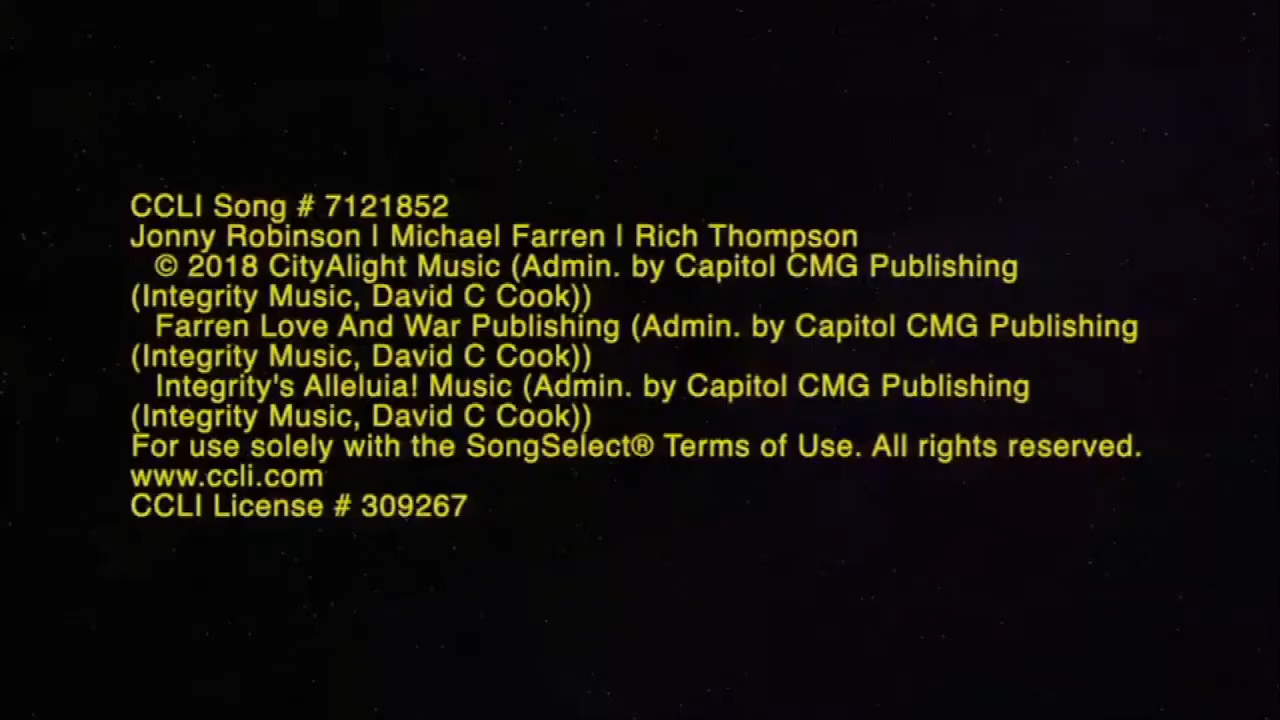 CCLI Song # 7121852
Jonny Robinson | Michael Farren | Rich Thompson
© 2018 CityAlight Music (Admin. by Capitol CMG Publishing
(Integrity Music, David C Cook))
Farren Love And War Publishing (Admin. by Capitol CMG Publishing
(Integrity Music, David C Cook))
Integrity's Alleluia! Music (Admin. by Capitol CMG Publishing
(Integrity Music, David C Cook))
For use solely with the SongSelect® Terms of Use. All rights reserved.
www.ccli.com
CCLI License # 309267